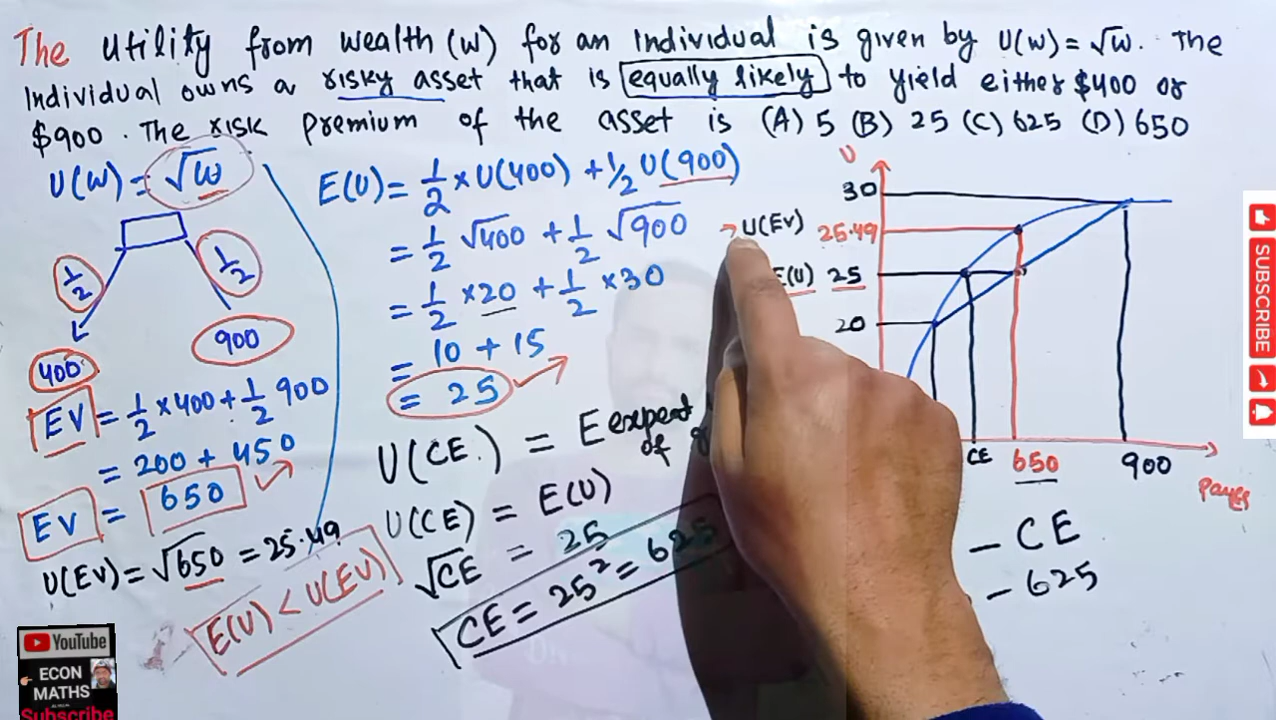 The utility from wealth (w) for an individual is given by U(w) = √w. The
Individual owns a risky asset that is equally likely to yield either $400 or
$900. The risk premium of the asset is (A) 5 (B) 25 (C) 625 (D) 650
U(W) = √W
1/2
1/2
400
900
EV = 1/2 × 400 + 1/2 900
= 200 + 450
EV = 650
U(EV) = √650 = 25.49
E(U) < U(EV)
E(U) = 1/2 × U(400) + 1/2 U(900)
= 1/2 √400 + 1/2 √900
= 1/2 × 20 + 1/2 × 30
= 10 + 15
= 25
U(CE) = Eexpent
of
U(CE) = E(U)
√CE = 25
CE = 25² = 625
U
30
U(EV) 25.49
E(U) 25
20
CE 650 900
- CE
- 625
SUBSCRIBE
YouTube
ECON
MATHS
Subscribe